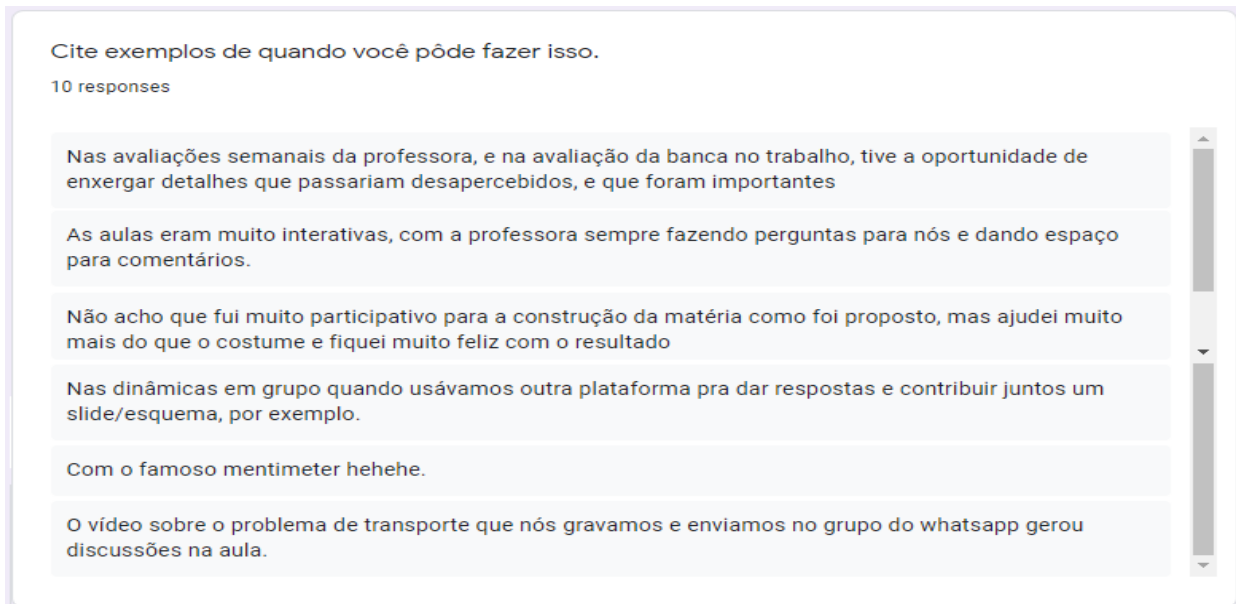 Cite exemplos de quando você pôde fazer isso.
10 responses
Nas avaliações semanais da professora, e na avaliação da banca no trabalho, tive a oportunidade de
enxergar detalhes que passariam desapercebidos, e que foram importantes
As aulas eram muito interativas, com a professora sempre fazendo perguntas para nós e dando espaço
para comentários.
Não acho que fui muito participativo para a construção da matéria como foi proposto, mas ajudei muito
mais do que o costume e fiquei muito feliz com o resultado
Nas dinâmicas em grupo quando usávamos outra plataforma pra dar respostas e contribuir juntos um
slide/esquema, por exemplo.
Com o famoso mentimeter hehehe.
O vídeo sobre o problema de transporte que nós gravamos e enviamos no grupo do whatsapp gerou
discussões na aula.